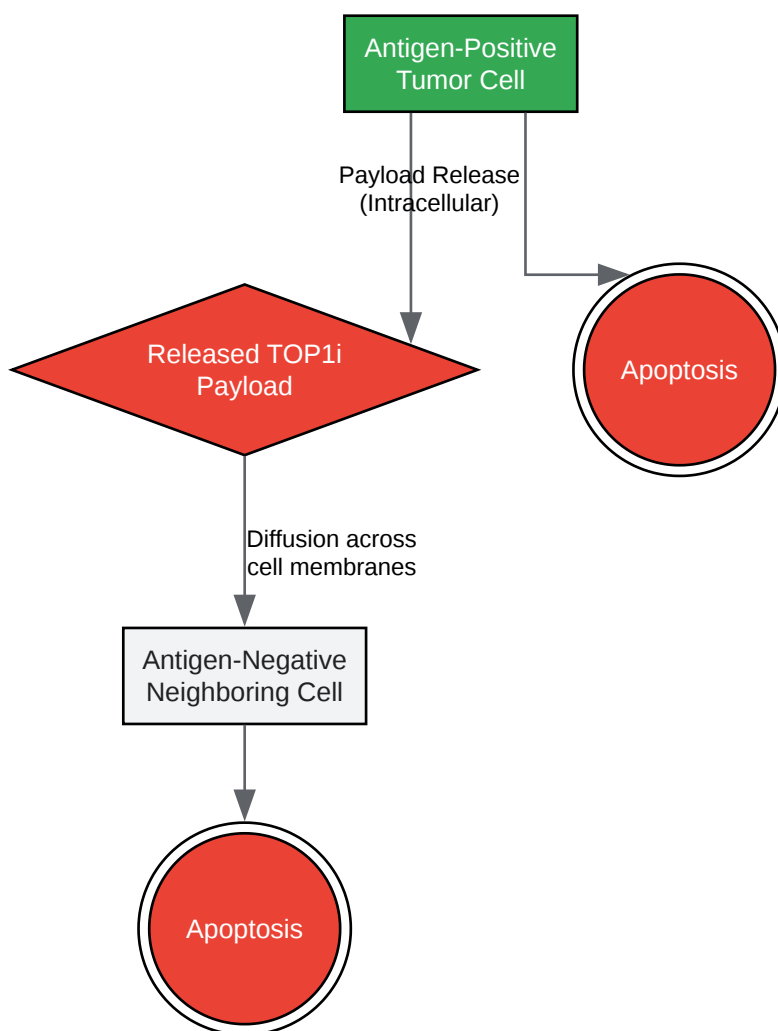 Antigen-Positive
Tumor Cell
Payload Release
(Intracellular)
Released TOP1i
Payload
Apoptosis
Diffusion across
cell membranes
Antigen-Negative
Neighboring Cell
Apoptosis